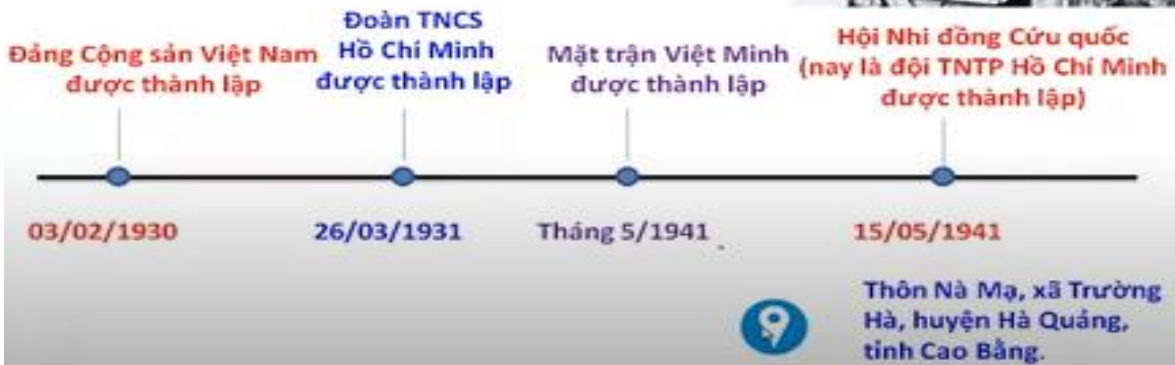 Đảng Cộng sản Việt Nam
được thành lập
Đoàn TNCS
Hồ Chí Minh
được thành lập
Mặt trận Việt Minh
được thành lập
Hội Nhi đồng Cứu quốc
(nay là đội TNTP Hồ Chí Minh
được thành lập)
03/02/1930
26/03/1931
Tháng 5/1941
15/05/1941
Thôn Nà Mạ, xã Trường
Hà, huyện Hà Quảng,
tỉnh Cao Bằng.